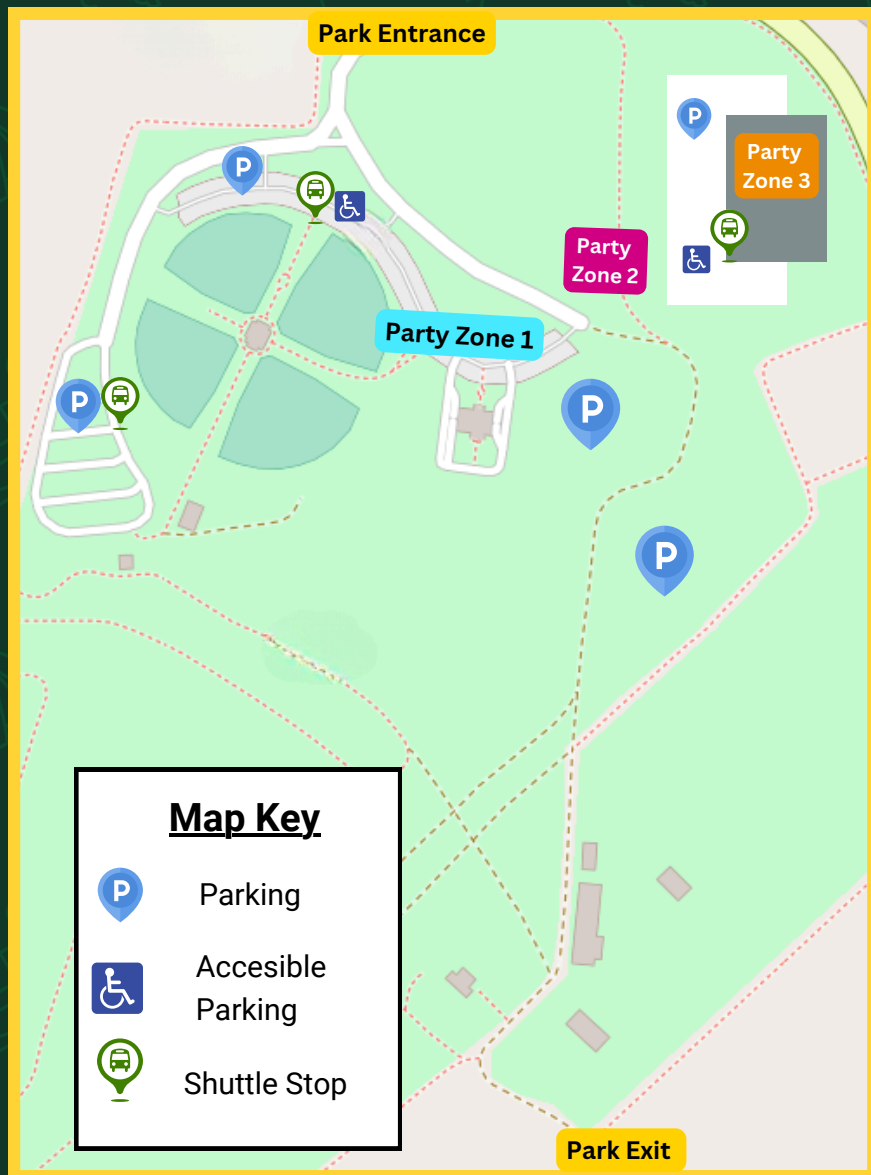 Park Entrance
P
Party
Zone 3
P
Party
Zone 2
Party Zone 1
P
P
P
Map Key
P
Parking
Accesible
Parking
Shuttle Stop
Park Exit